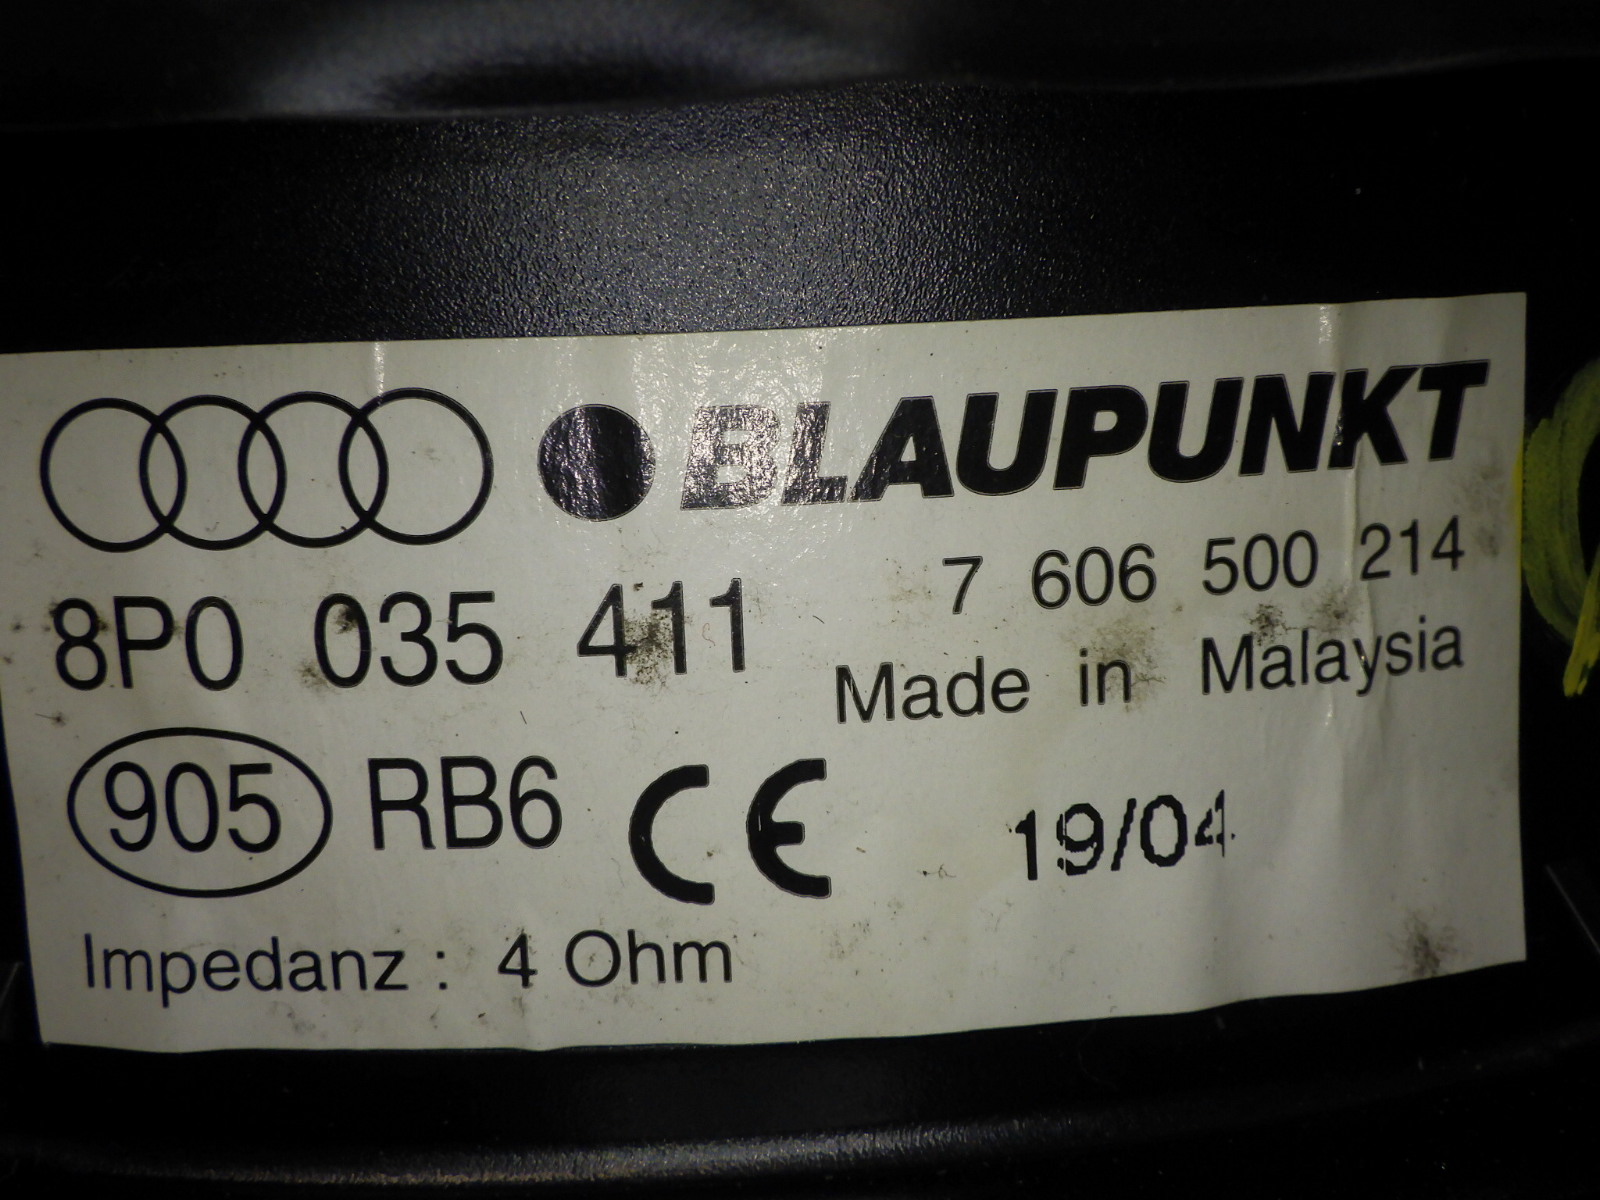 BLAUPUNKT
8P0 035 411
7 606 500 214
Made in Malaysia
905 RB6 CE 19/04
Impedanz : 4 Ohm